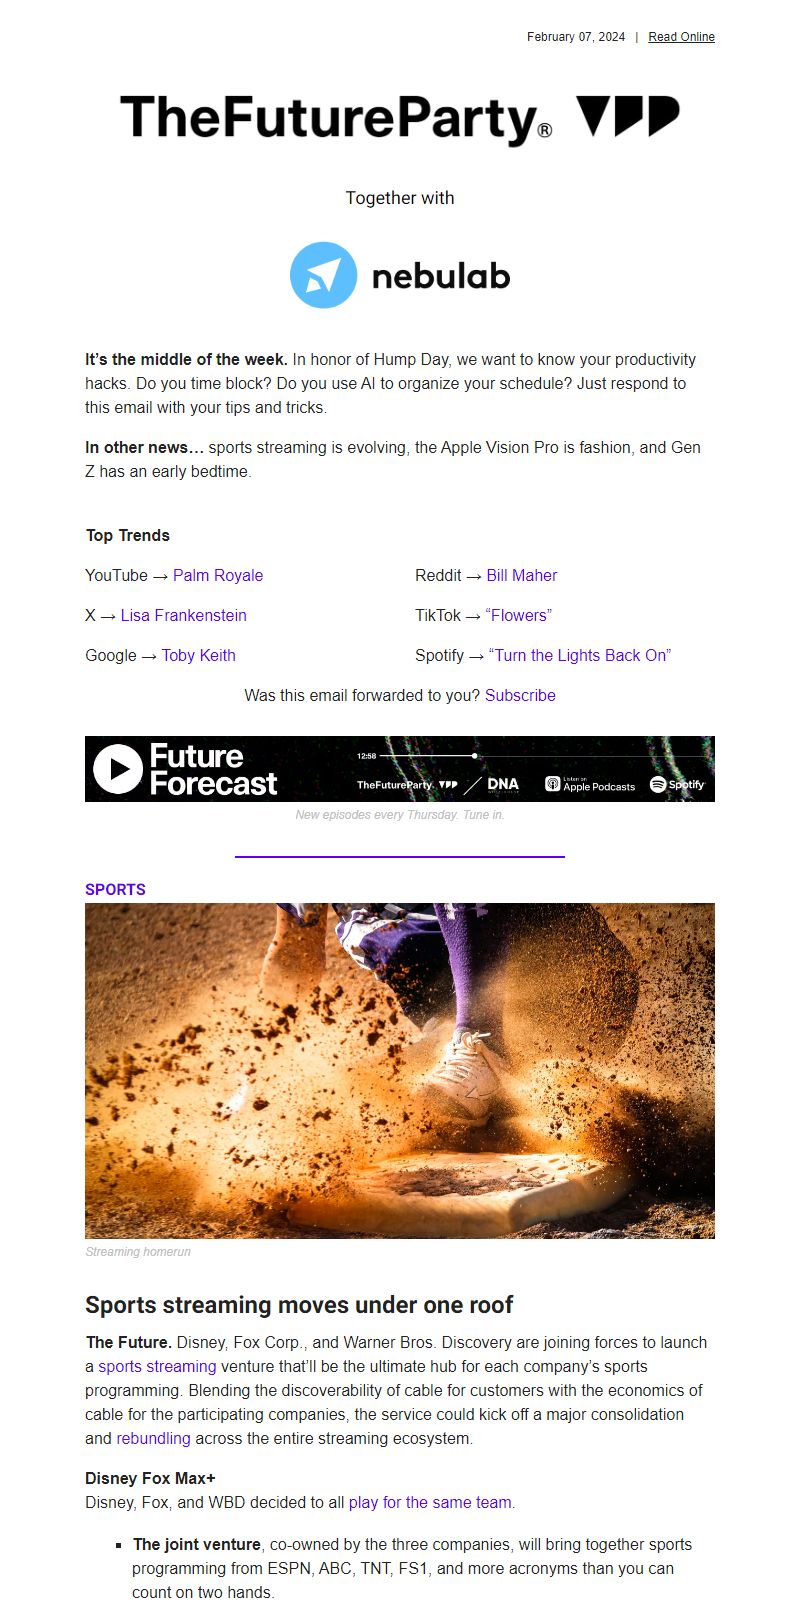 February 07, 2024 | Read Online
TheFutureParty®
Together with
nebulab
It’s the middle of the week. In honor of Hump Day, we want to know your productivity
hacks. Do you time block? Do you use AI to organize your schedule? Just respond to
this email with your tips and tricks.
In other news… sports streaming is evolving, the Apple Vision Pro is fashion, and Gen
Z has an early bedtime.
Top Trends
YouTube → Palm Royale
Reddit → Bill Maher
X → Lisa Frankenstein
TikTok → “Flowers”
Google → Toby Keith
Spotify → “Turn the Lights Back On”
Was this email forwarded to you? Subscribe
Future
Forecast
12:58
TheFutureParty.
DNA
Listen on
Apple Podcasts
Spotify
New episodes every Thursday. Tune in.
SPORTS
Streaming homerun
Sports streaming moves under one roof
The Future. Disney, Fox Corp., and Warner Bros. Discovery are joining forces to launch
a sports streaming venture that’ll be the ultimate hub for each company’s sports
programming. Blending the discoverability of cable for customers with the economics of
cable for the participating companies, the service could kick off a major consolidation
and rebundling across the entire streaming ecosystem.
Disney Fox Max+
Disney, Fox, and WBD decided to all play for the same team.
▪ The joint venture, co-owned by the three companies, will bring together sports
programming from ESPN, ABC, TNT, FS1, and more acronyms than you can
count on two hands.